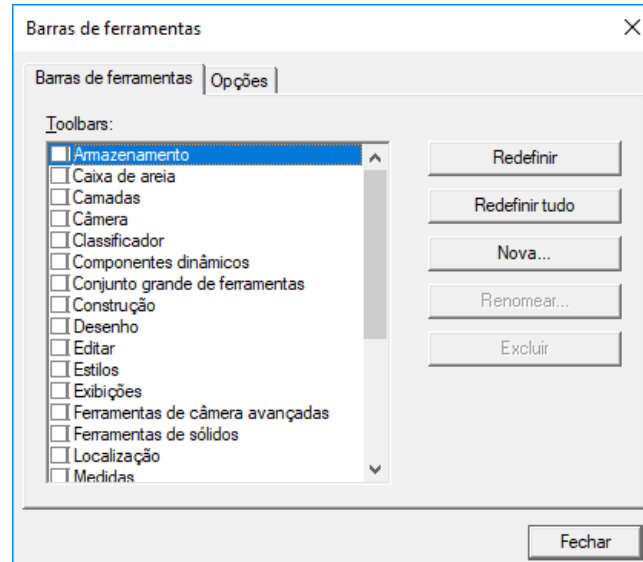 Barras de ferramentas
Barras de ferramentas
Opções
Toolbars:
Armazenamento
Caixa de areia
Camadas
Câmera
Classificador
Componentes dinâmicos
Conjunto grande de ferramentas
Construção
Desenho
Editar
Estilos
Exibições
Ferramentas de câmera avançadas
Ferramentas de sólidos
Localização
Medidas
Redefinir
Redefinir tudo
Nova...
Renomear...
Excluir
Fechar